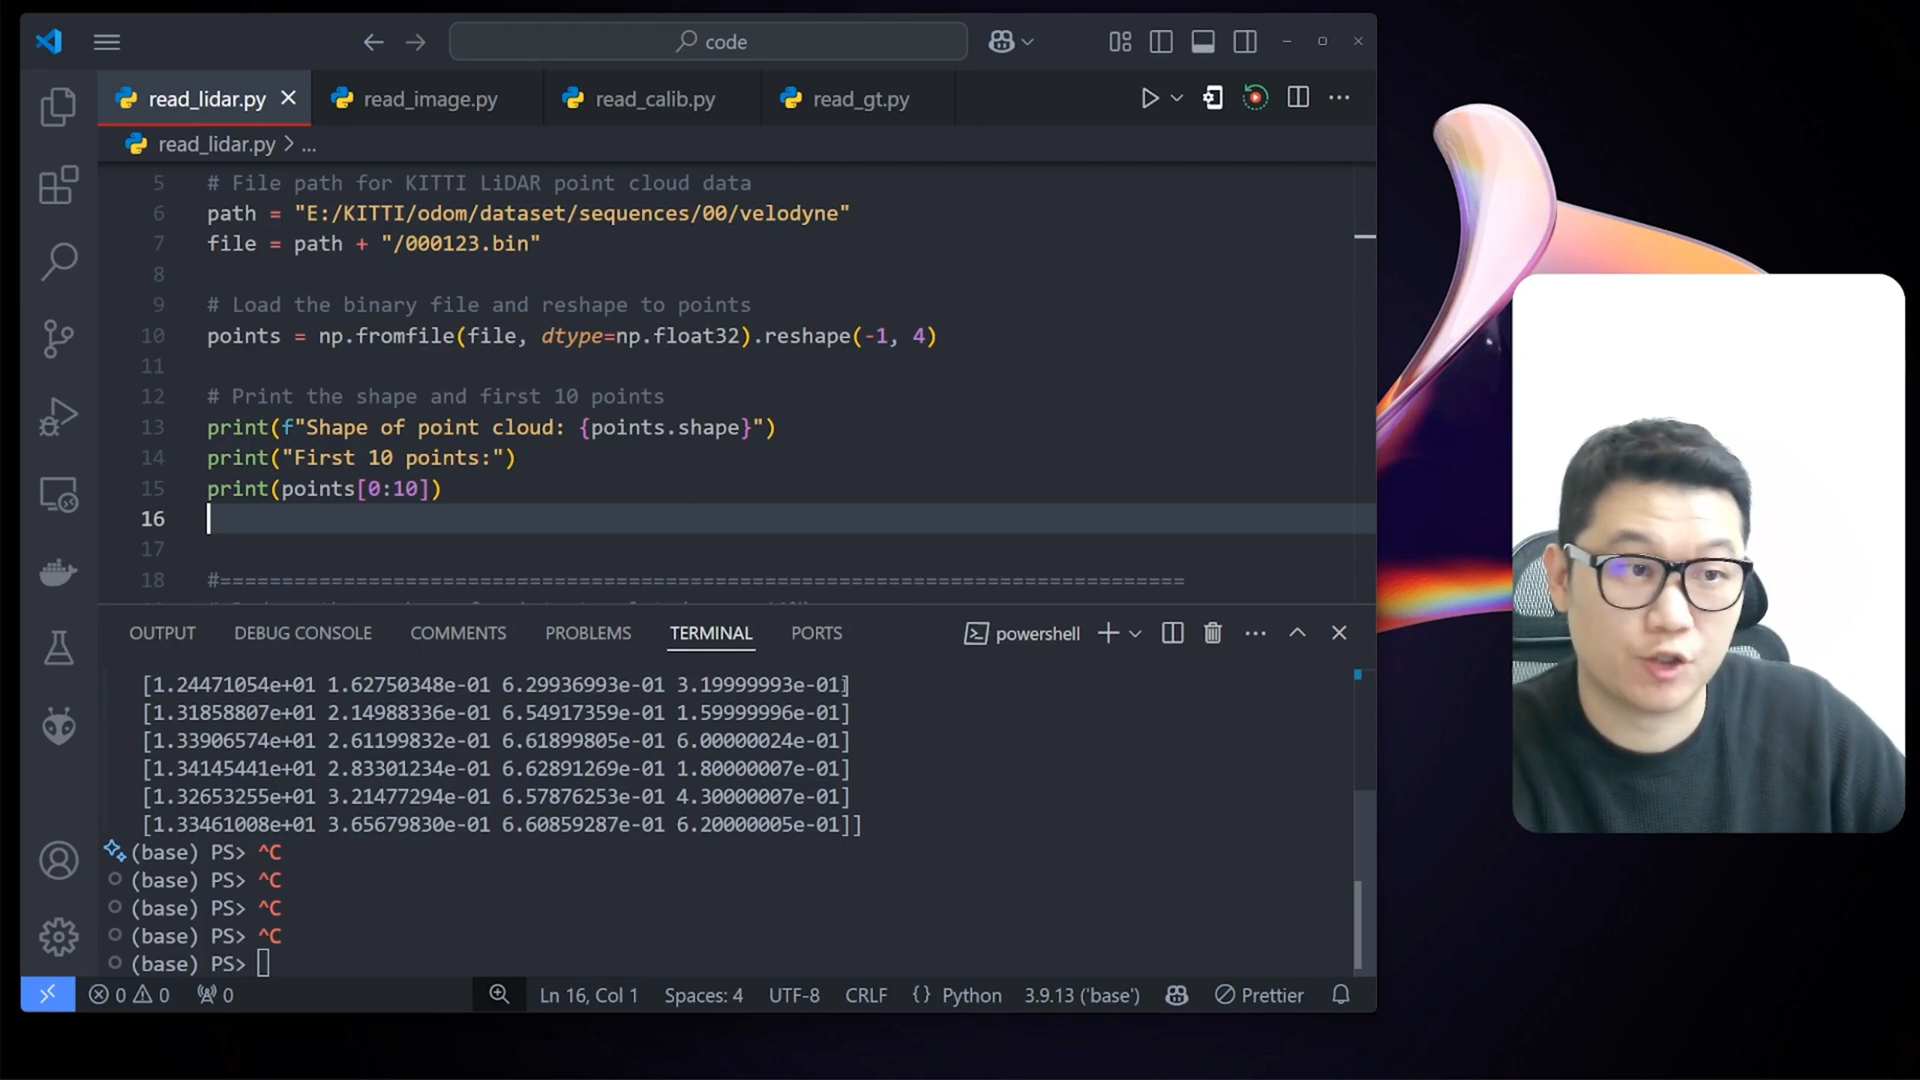 code
read_lidar.py
read_image.py
read_calib.py
read_gt.py
read_lidar.py > ...
5 # File path for KITTI LiDAR point cloud data
6 path = "E:/KITTI/odom/dataset/sequences/00/velodyne"
7 file = path + "/000123.bin"
8
9 # Load the binary file and reshape to points
10 points = np.fromfile(file, dtype=np.float32).reshape(-1, 4)
11
12 # Print the shape and first 10 points
13 print(f"Shape of point cloud: {points.shape}")
14 print("First 10 points:")
15 print(points[0:10])
16
17
18 #==============================================================================
OUTPUT DEBUG CONSOLE COMMENTS PROBLEMS TERMINAL PORTS powershell
[1.24471054e+01 1.62750348e-01 6.29936993e-01 3.19999993e-01]
[1.31858807e+01 2.14988336e-01 6.54917359e-01 1.59999996e-01]
[1.33906574e+01 2.61199832e-01 6.61899805e-01 6.00000024e-01]
[1.34145441e+01 2.83301234e-01 6.62891269e-01 1.80000007e-01]
[1.32653255e+01 3.21477294e-01 6.57876253e-01 4.30000007e-01]
[1.33461008e+01 3.65679830e-01 6.60859287e-01 6.20000005e-01]]
(base) PS> ^C
(base) PS> ^C
(base) PS> ^C
(base) PS> ^C
(base) PS>
0 0 0 Ln 16, Col 1 Spaces: 4 UTF-8 CRLF {} Python 3.9.13 ('base') Prettier